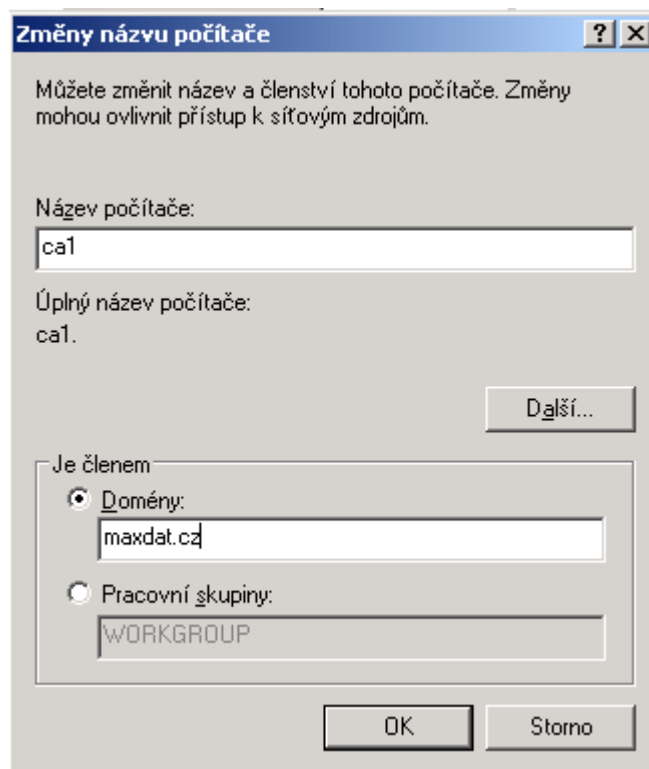 Změny názvu počítače
Můžete změnit název a členství tohoto počítače. Změny
mohou ovlivnit přístup k síťovým zdrojům.
Název počítače:
ca1
Úplný název počítače:
ca1.
Další...
Je členem
Domény:
maxdat.cz
Pracovní skupiny:
WORKGROUP
OK
Storno